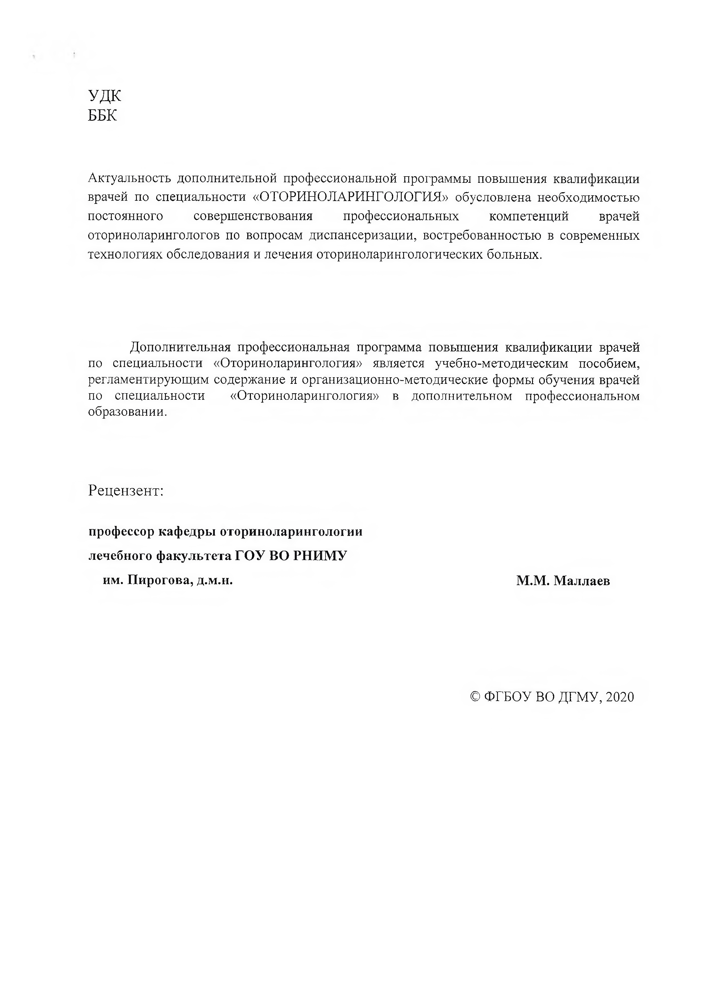 УДК
ББК
Актуальность дополнительной профессиональной программы повышения квалификации
врачей по специальности «ОТОРИНОЛАРИНГОЛОГИЯ» обусловлена необходимостью
постоянного совершенствования профессиональных компетенций врачей
оториноларингологов по вопросам диспансеризации, востребованностью в современных
технологиях обследования и лечения оториноларингологических больных.
Дополнительная профессиональная программа повышения квалификации врачей
по специальности «Оториноларингология» является учебно-методическим пособием,
регламентирующим содержание и организационно-методические формы обучения врачей
по специальности «Оториноларингология» в дополнительном профессиональном
образовании.
Рецензент:
профессор кафедры оториноларингологии
лечебного факультета ГОУ ВО РНИМУ
им. Пирогова, д.м.н. М.М. Маллаев
© ФГБОУ ВО ДГМУ, 2020